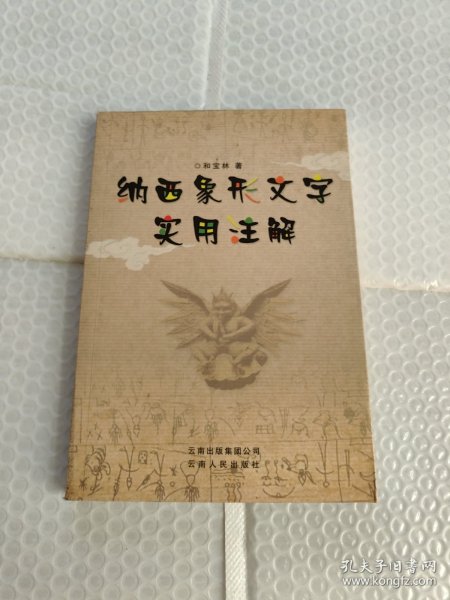 ◎和宝林 著
纳西象形文字
实用注解
云南出版集团公司
云南人民出版社
孔夫子旧书网
www.kongfz.com